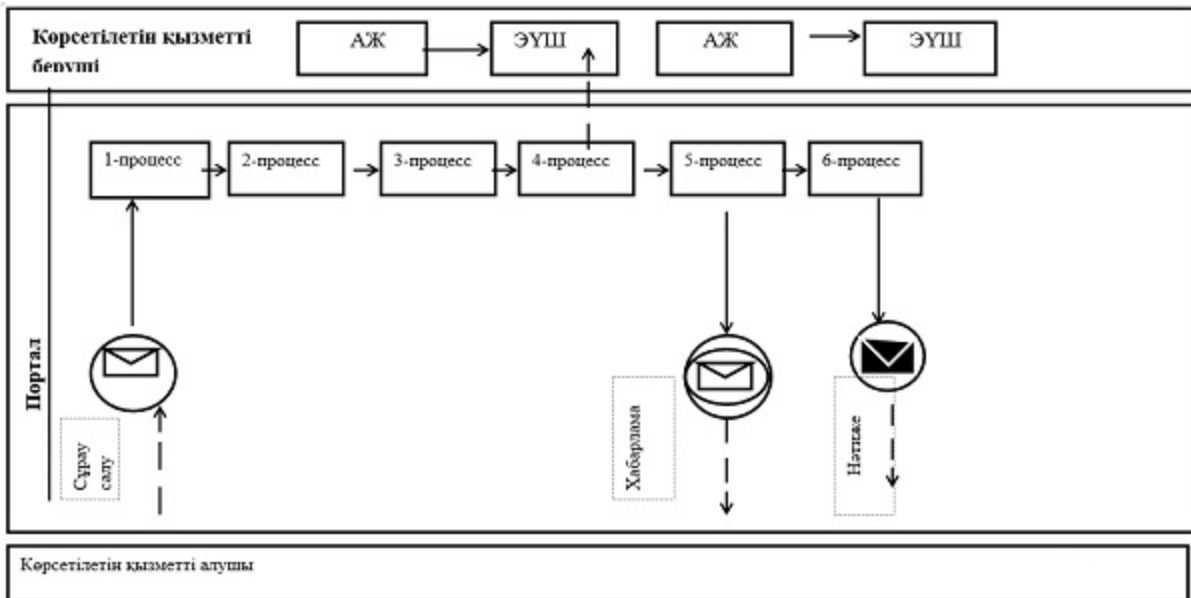 Көрсетілетін қызметті
беруші
АЖ
ЭҮШ
АЖ
ЭҮШ
1-процесс
2-процесс
3-процесс
4-процесс
5-процесс
6-процесс
Портал
Сұрау
салу
Хабарлама
Нәтиже
Көрсетілетін қызметті алушы